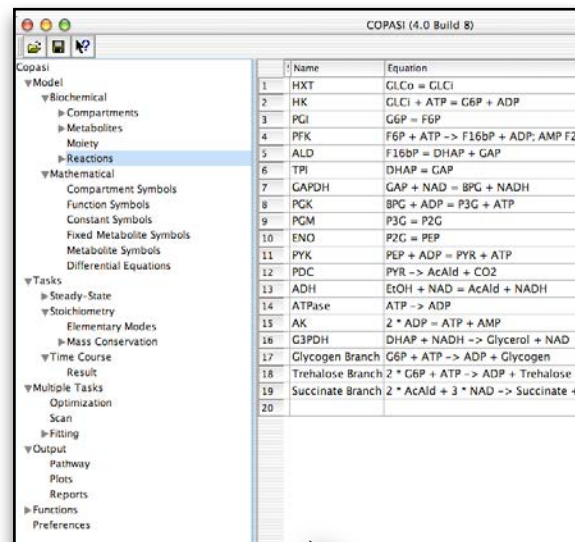 COPASI (4.0 Build 8)
Copasi
Model
Biochemical
Compartments
Metabolites
Moiety
Reactions
Mathematical
Compartment Symbols
Function Symbols
Constant Symbols
Fixed Metabolite Symbols
Metabolite Symbols
Differential Equations
Tasks
Steady-State
Stoichiometry
Elementary Modes
Mass Conservation
Time Course
Result
Multiple Tasks
Optimization
Scan
Fitting
Output
Pathway
Plots
Reports
Functions
Preferences
Name Equation
1 HXT GLCo = GLCi
2 HK GLCi + ATP = G6P + ADP
3 PGI G6P = F6P
4 PFK F6P + ATP -> F16bP + ADP; AMP F2
5 ALD F16bP = DHAP + GAP
6 TPI DHAP = GAP
7 GAPDH GAP + NAD = BPG + NADH
8 PGK BPG + ADP = P3G + ATP
9 PGM P3G = P2G
10 ENO P2G = PEP
11 PYK PEP + ADP = PYR + ATP
12 PDC PYR -> AcAld + CO2
13 ADH EtOH + NAD = AcAld + NADH
14 ATPase ATP -> ADP
15 AK 2 * ADP = ATP + AMP
16 G3PDH DHAP + NADH -> Glycerol + NAD
17 Glycogen Branch G6P + ATP -> ADP + Glycogen
18 Trehalose Branch 2 * G6P + ATP -> ADP + Trehalose
19 Succinate Branch 2 * AcAld + 3 * NAD -> Succinate +
20